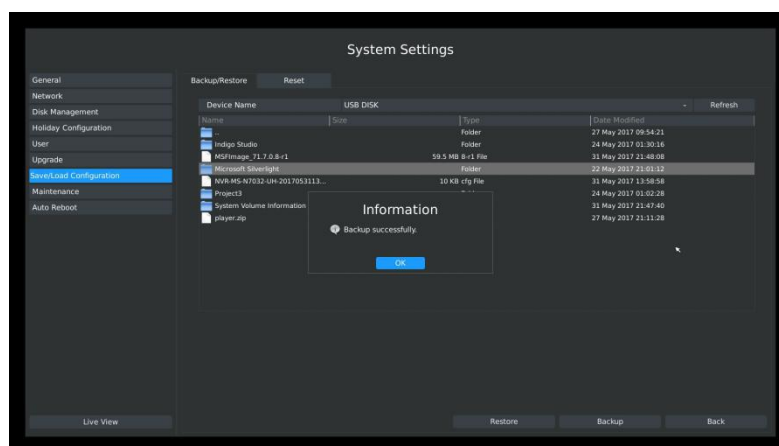 System Settings
General
Network
Disk Management
Holiday Configuration
User
Upgrade
Save/Load Configuration
Maintenance
Auto Reboot
Backup/Restore Reset
Device Name USB DISK Refresh
Name Size Type Date Modified
.. Folder 27 May 2017 09:54:21
Indigo Studio Folder 24 May 2017 01:30:16
MSFImage_71.7.0.8-r1 59.5 MB 8-r1 File 31 May 2017 21:48:08
Microsoft Silverlight Folder 22 May 2017 21:01:12
NVR-MS-N7032-UH-2017053113... 10 KB cfg File 31 May 2017 13:58:58
Project3 24 May 2017 01:02:28
System Volume Information 31 May 2017 21:47:40
player.zip 27 May 2017 21:11:28
Information
Backup successfully.
OK
Live View Restore Backup Back